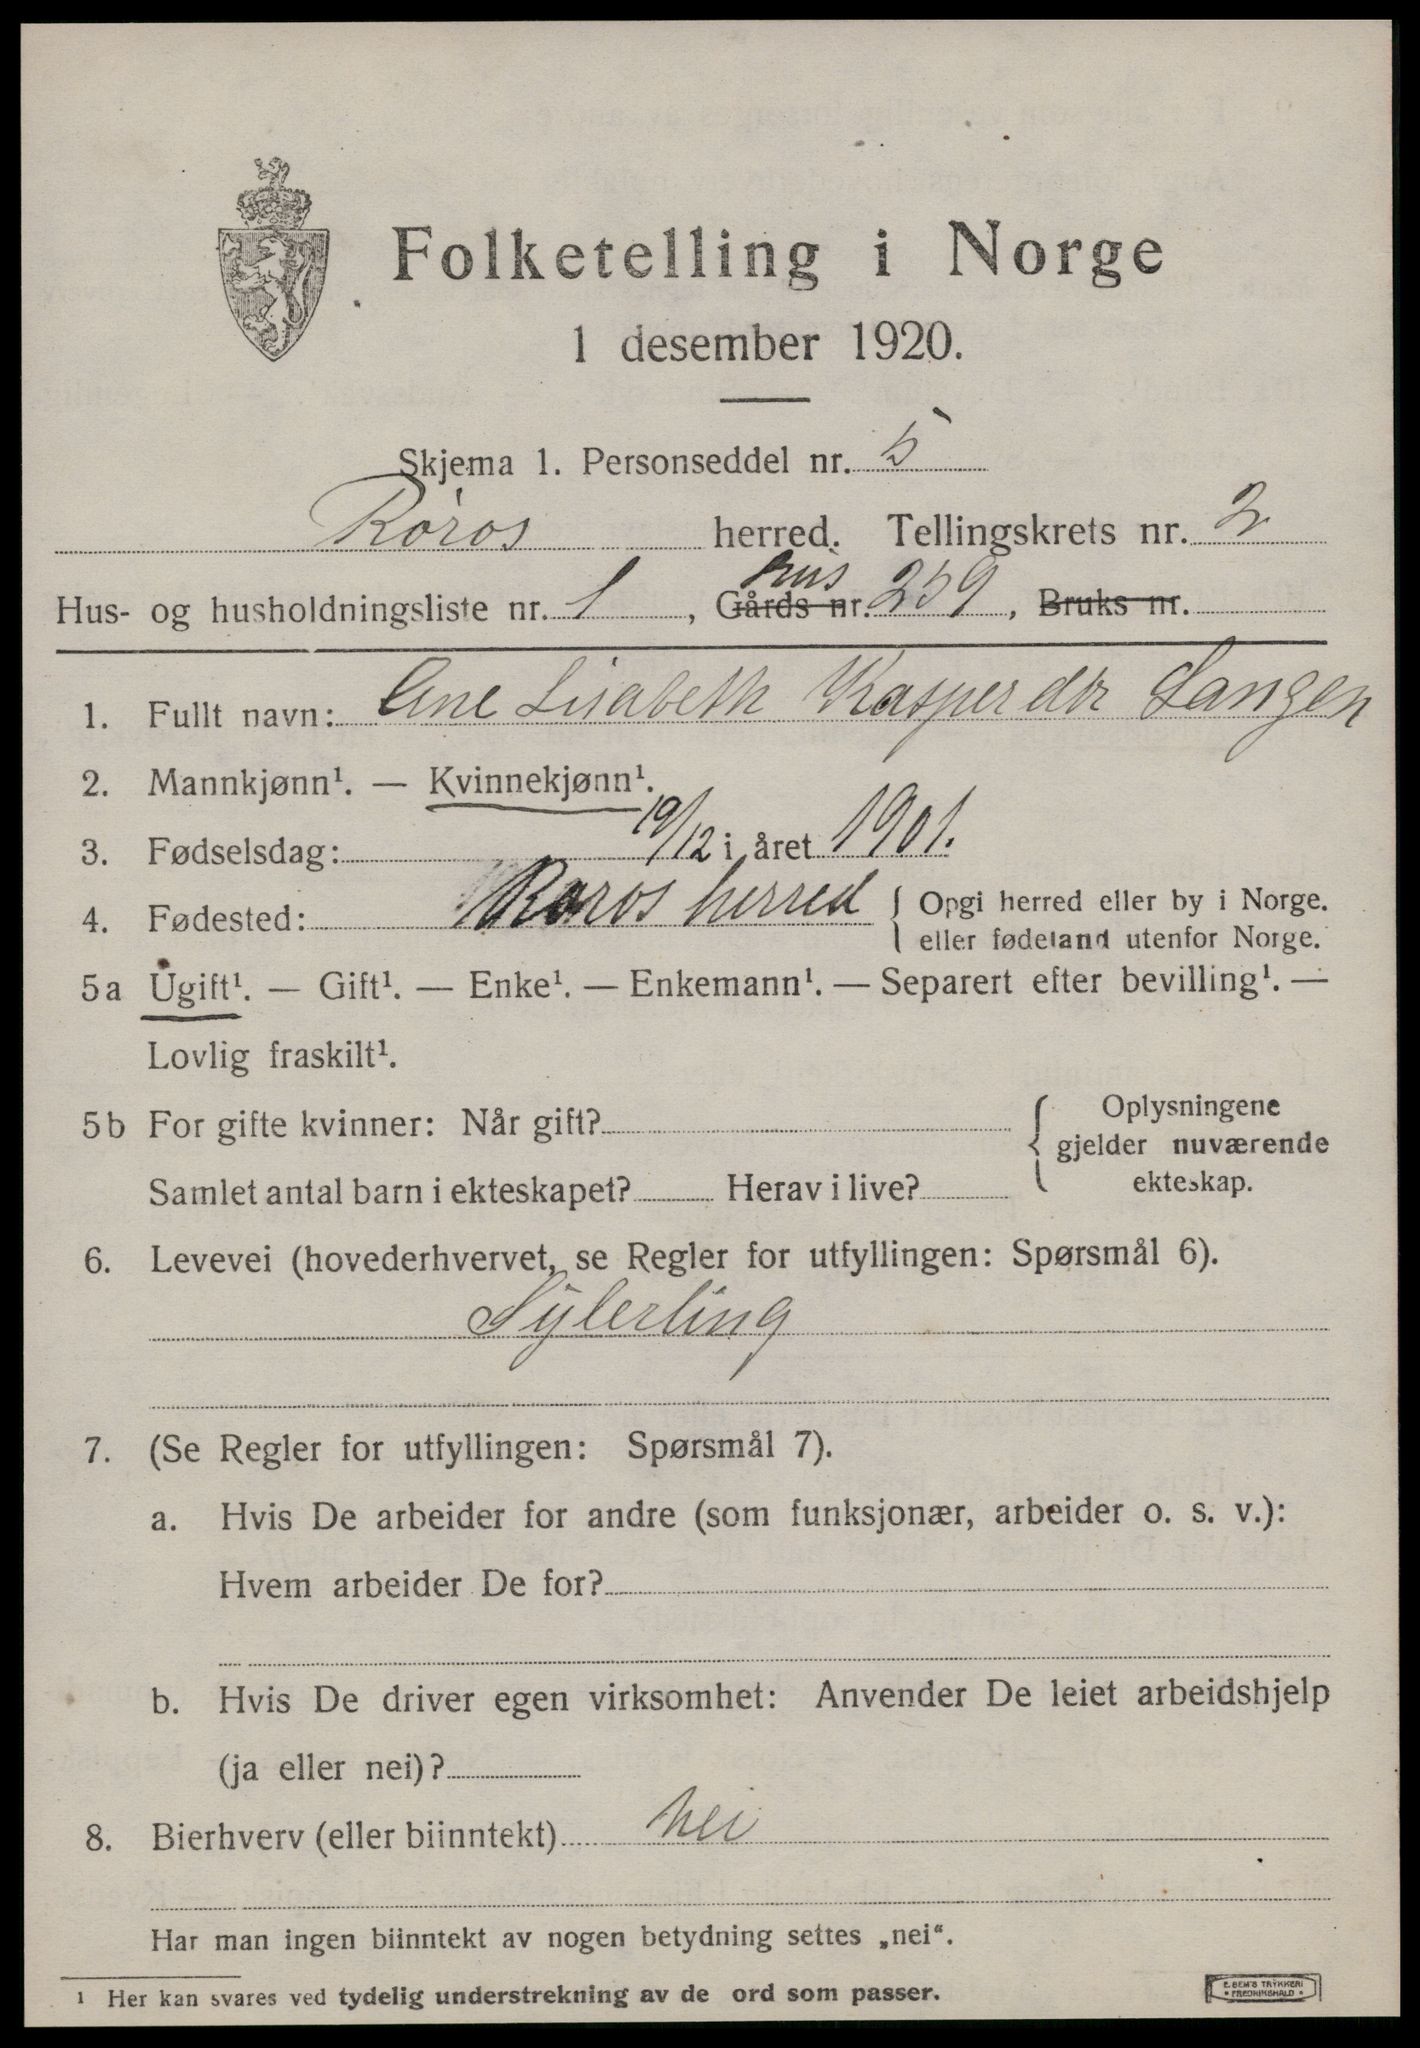 Folketelling i Norge
1 desember 1920.
Skjema 1. Personseddel nr. 5
Røros herred. Tellingskrets nr. 2
Hus- og husholdningsliste nr. 1, Gårds nr. hus 259, Bruks nr.
1. Fullt navn: Ane Lisabeth Kasperdtr Langen
2. Mannkjønn¹. — Kvinnekjønn¹.
3. Fødselsdag: 19/12 i året 1901.
4. Fødested: Røros herred { Opgi herred eller by i Norge.
eller fødeland utenfor Norge.
5a Ugift¹. — Gift¹. — Enke¹. — Enkemann¹. — Separert efter bevilling¹. —
Lovlig fraskilt¹.
5b For gifte kvinner: Når gift? { Oplysningene
gjelder nuværende
Samlet antal barn i ekteskapet? Herav i live? ekteskap.
6. Levevei (hovederhvervet, se Regler for utfyllingen: Spørsmål 6).
Sylerling
7. (Se Regler for utfyllingen: Spørsmål 7).
a. Hvis De arbeider for andre (som funksjonær, arbeider o. s. v.):
Hvem arbeider De for?
b. Hvis De driver egen virksomhet: Anvender De leiet arbeidshjelp
(ja eller nei)?
8. Bierhverv (eller biinntekt) nei
Har man ingen biinntekt av nogen betydning settes „nei“.
1 Her kan svares ved tydelig understrekning av de ord som passer.
E. SEM'S TRYKKERI
• FREDRIKSHALD •